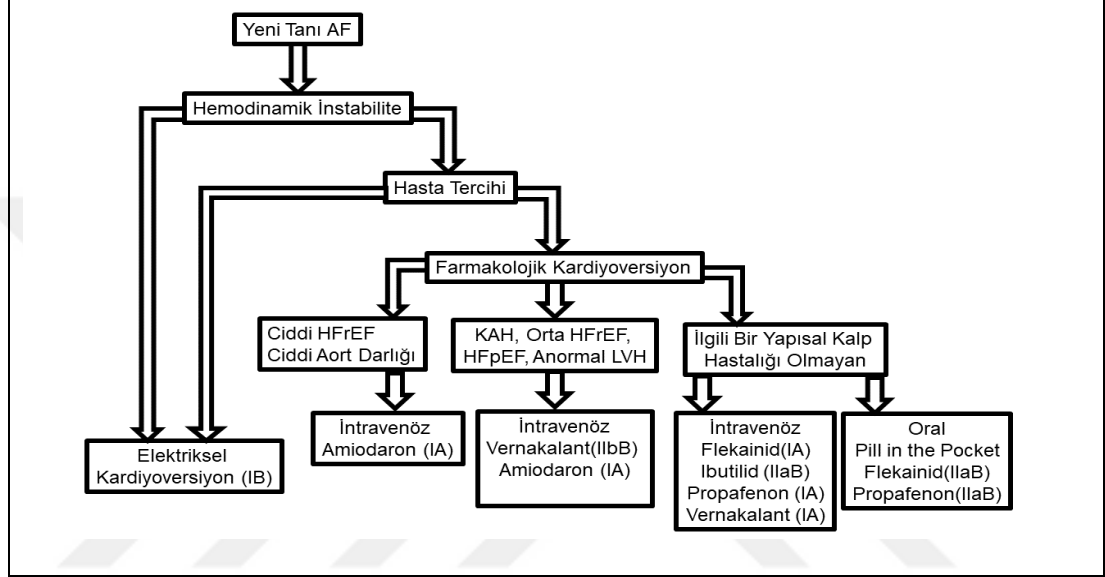 Yeni Tanı AF
Hemodinamik İnstabilite
Hasta Tercihi
Farmakolojik Kardiyoversiyon
Ciddi HFrEF
Ciddi Aort Darlığı
KAH, Orta HFrEF,
HFpEF, Anormal LVH
İlgili Bir Yapısal Kalp
Hastalığı Olmayan
Elektriksel
Kardiyoversiyon (IB)
İntravenöz
Amiodaron (IA)
İntravenöz
Vernakalant(IIbB)
Amiodaron (IA)
İntravenöz
Flekainid(IA)
Ibutilid (IIaB)
Propafenon (IA)
Vernakalant (IA)
Oral
Pill in the Pocket
Flekainid(IIaB)
Propafenon(IIaB)